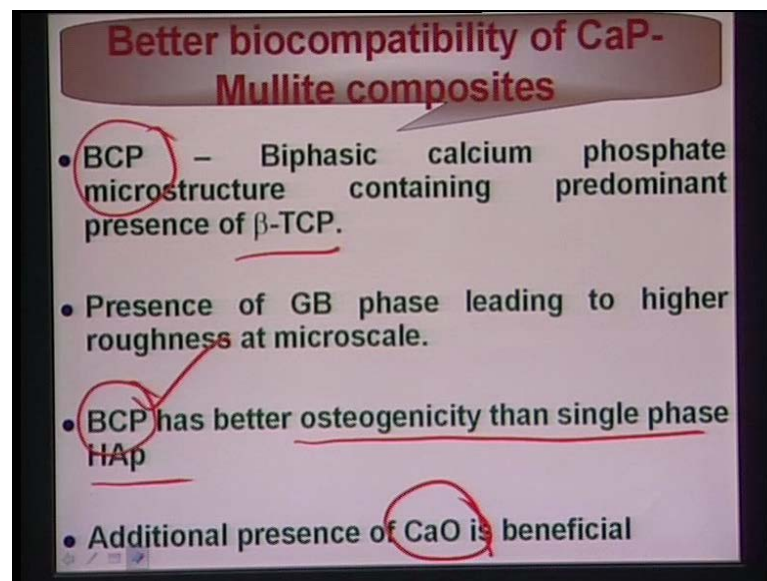 Better biocompatibility of CaP-
Mullite composites
• BCP – Biphasic calcium phosphate
microstructure containing predominant
presence of β-TCP.
• Presence of GB phase leading to higher
roughness at microscale.
• BCP has better osteogenicity than single phase
HAp
• Additional presence of CaO is beneficial